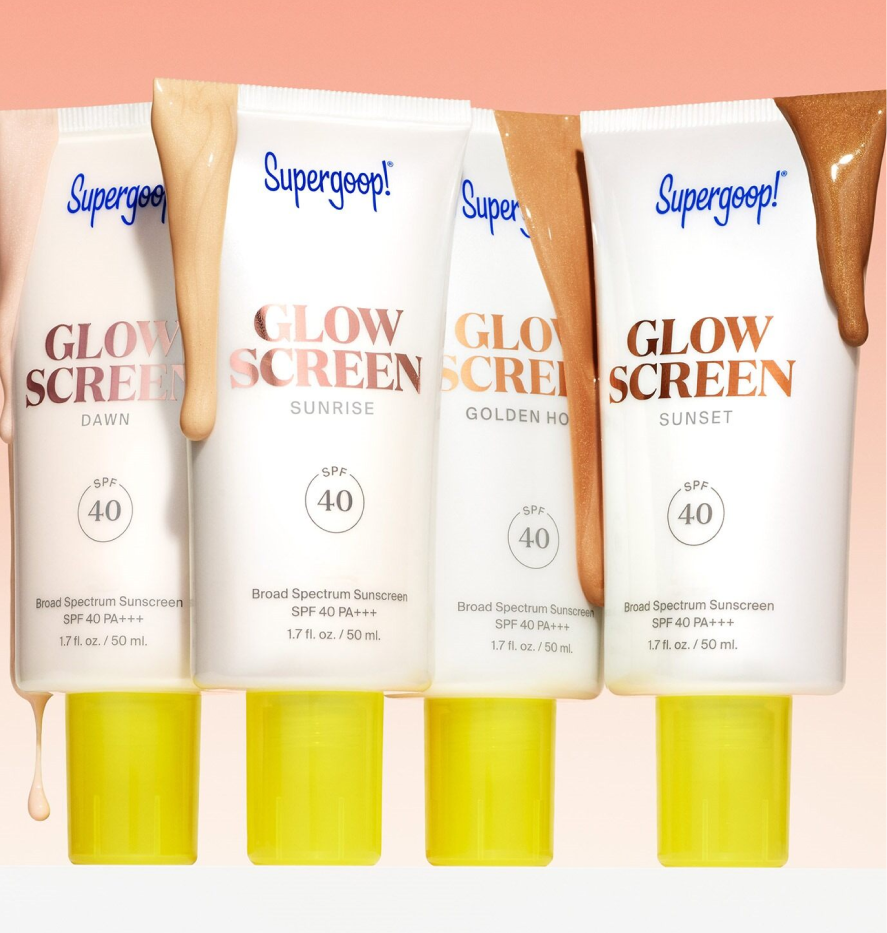 Supergoop!
GLOW
SCREEN
DAWN
SPF
40
Broad Spectrum Sunscreen
SPF 40 PA+++
1.7 fl. oz. / 50 ml.
Supergoop!®
GLOW
SCREEN
SUNRISE
SPF
40
Broad Spectrum Sunscreen
SPF 40 PA+++
1.7 fl. oz. / 50 ml.
Superg
GLOW
SCREE
GOLDEN HO
SPF
40
Broad Spectrum Sunscreen
SPF 40 PA+++
1.7 fl. oz. / 50 ml.
Supergoop!®
GLOW
SCREEN
SUNSET
SPF
40
Broad Spectrum Sunscreen
SPF 40 PA+++
1.7 fl. oz. / 50 ml.